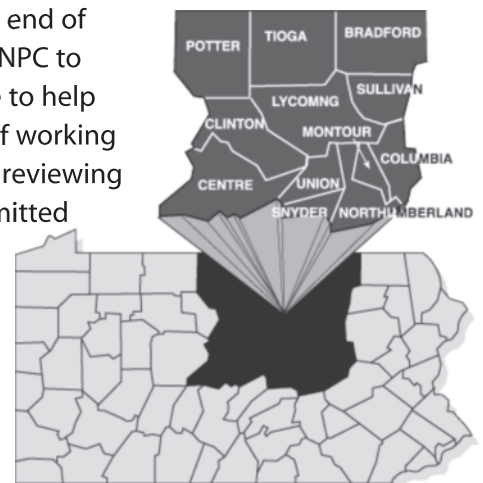 end of
NPC to
to help
f working
reviewing
mitted
POTTER
TIOGA
BRADFORD
LYCOMNG
SULLIVAN
CLINTON
MONTOUR
COLUMBIA
CENTRE
UNION
SNYDER
NORTHUMBERLAND